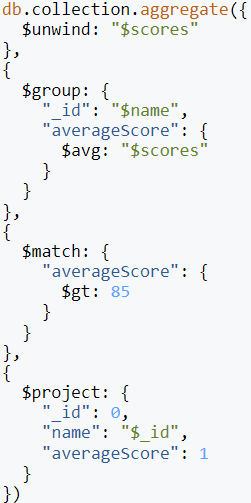 db.collection.aggregate({
  $unwind: "$scores"
},
{
  $group: {
    "_id": "$name",
    "averageScore": {
      $avg: "$scores"
    }
  }
},
{
  $match: {
    "averageScore": {
      $gt: 85
    }
  }
},
{
  $project: {
    "_id": 0,
    "name": "$_id",
    "averageScore": 1
  }
})